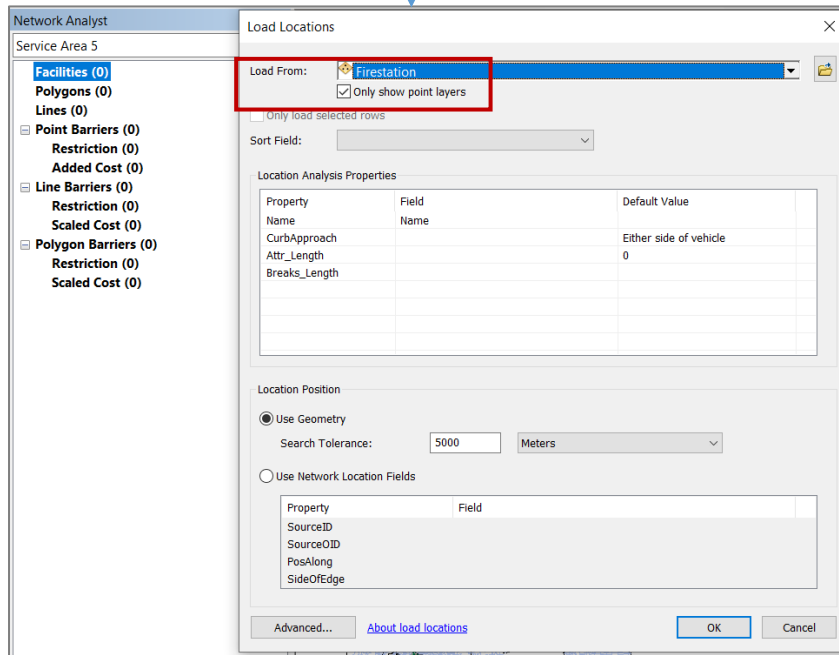 Network Analyst
Service Area 5
Facilities (0)
Polygons (0)
Lines (0)
Point Barriers (0)
Restriction (0)
Added Cost (0)
Line Barriers (0)
Restriction (0)
Scaled Cost (0)
Polygon Barriers (0)
Restriction (0)
Scaled Cost (0)
Load Locations
Load From: Firestation
Only show point layers
Only load selected rows
Sort Field:
Location Analysis Properties
Property Field Default Value
Name Name
CurbApproach Either side of vehicle
Attr_Length 0
Breaks_Length
Location Position
Use Geometry
Search Tolerance: 5000 Meters
Use Network Location Fields
Property Field
SourceID
SourceOID
PosAlong
SideOfEdge
Advanced... About load locations OK Cancel